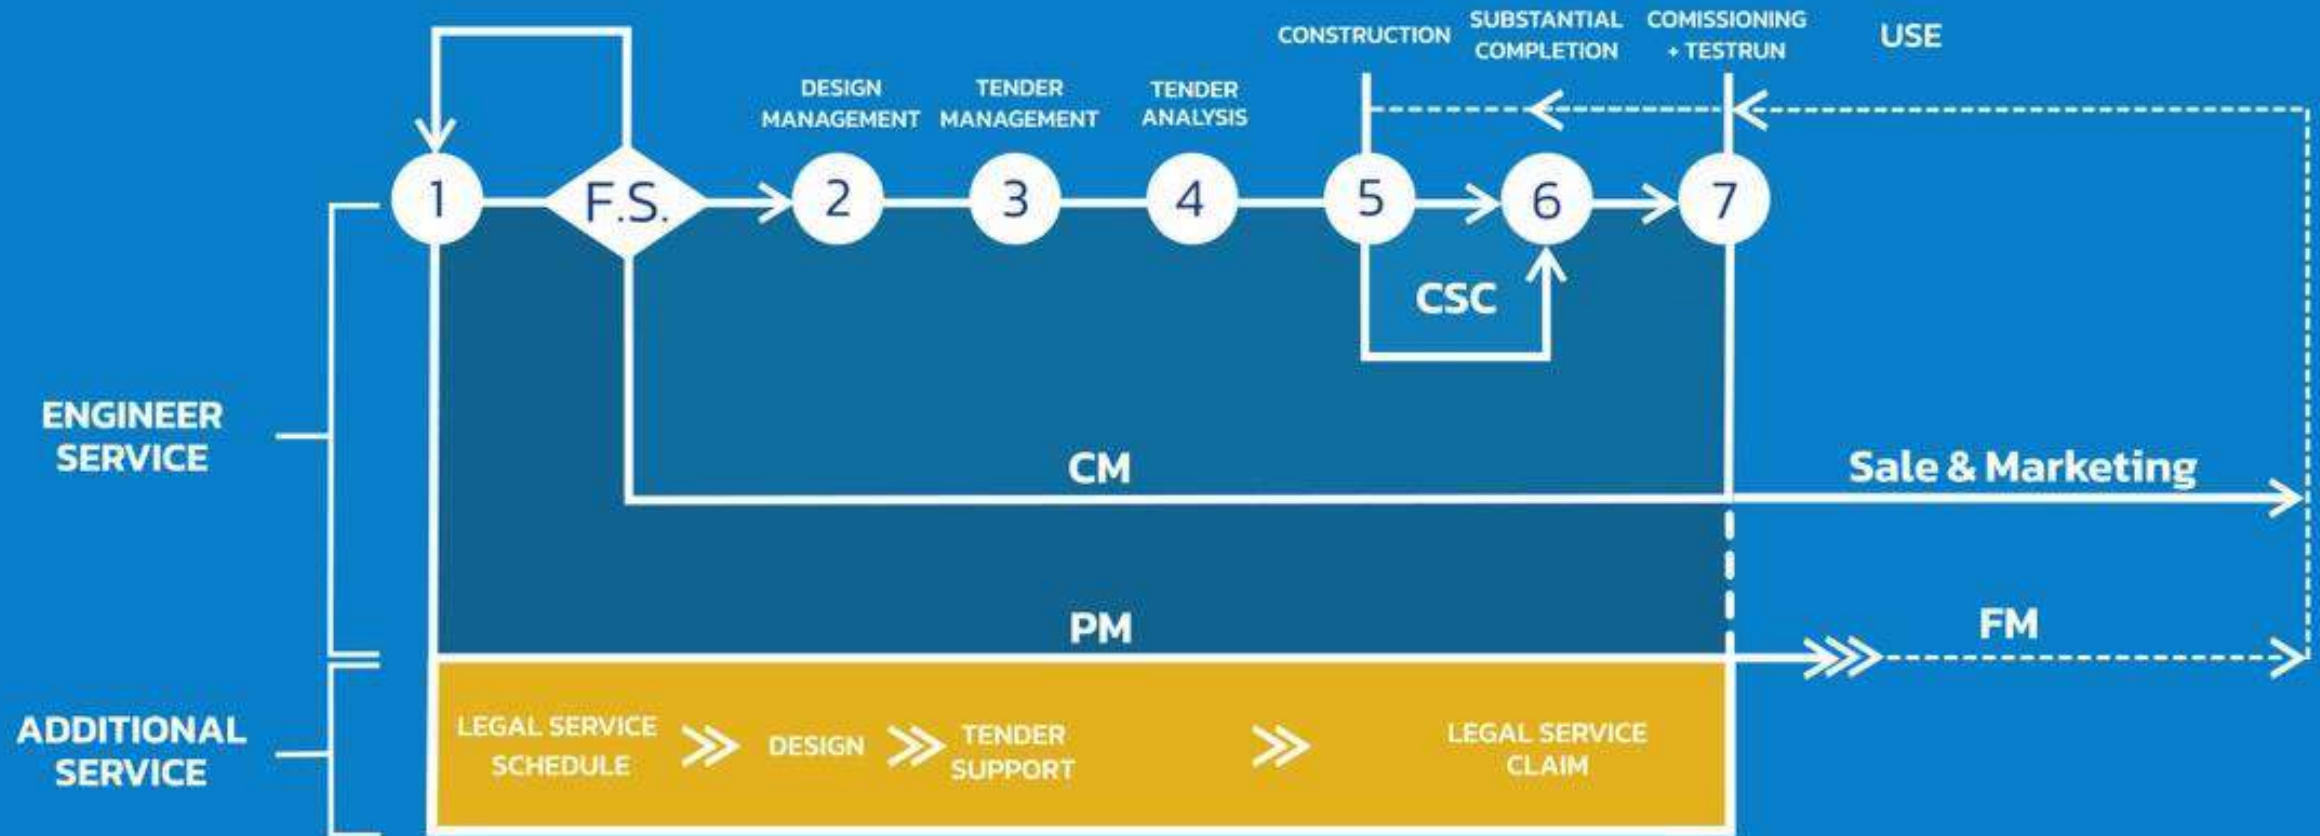 CONSTRUCTION
SUBSTANTIAL
COMPLETION
COMISSIONING
+ TESTRUN
USE
DESIGN
MANAGEMENT
TENDER
MANAGEMENT
TENDER
ANALYSIS
1
F.S.
2
3
4
5
6
7
CSC
ENGINEER
SERVICE
CM
Sale & Marketing
PM
FM
ADDITIONAL
SERVICE
LEGAL SERVICE
SCHEDULE
DESIGN
TENDER
SUPPORT
LEGAL SERVICE
CLAIM